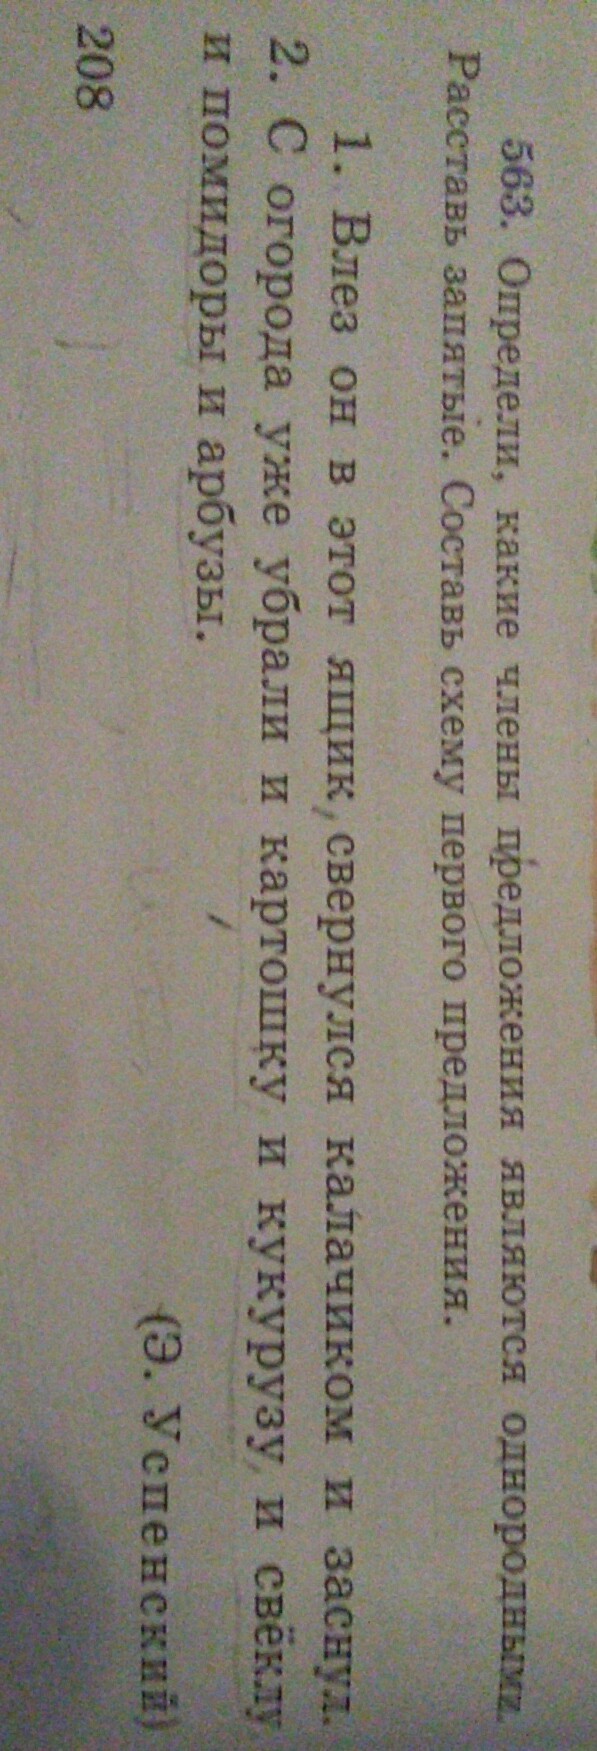 563. Определи, какие члены предложения являются однородными.
Расставь запятые. Составь схему первого предложения.
1. Влез он в этот ящик, свернулся калачиком и заснул.
2. С огорода уже убрали и картошку, и кукурузу, и свёклу,
и помидоры и арбузы.
(Э. Успенский)
208